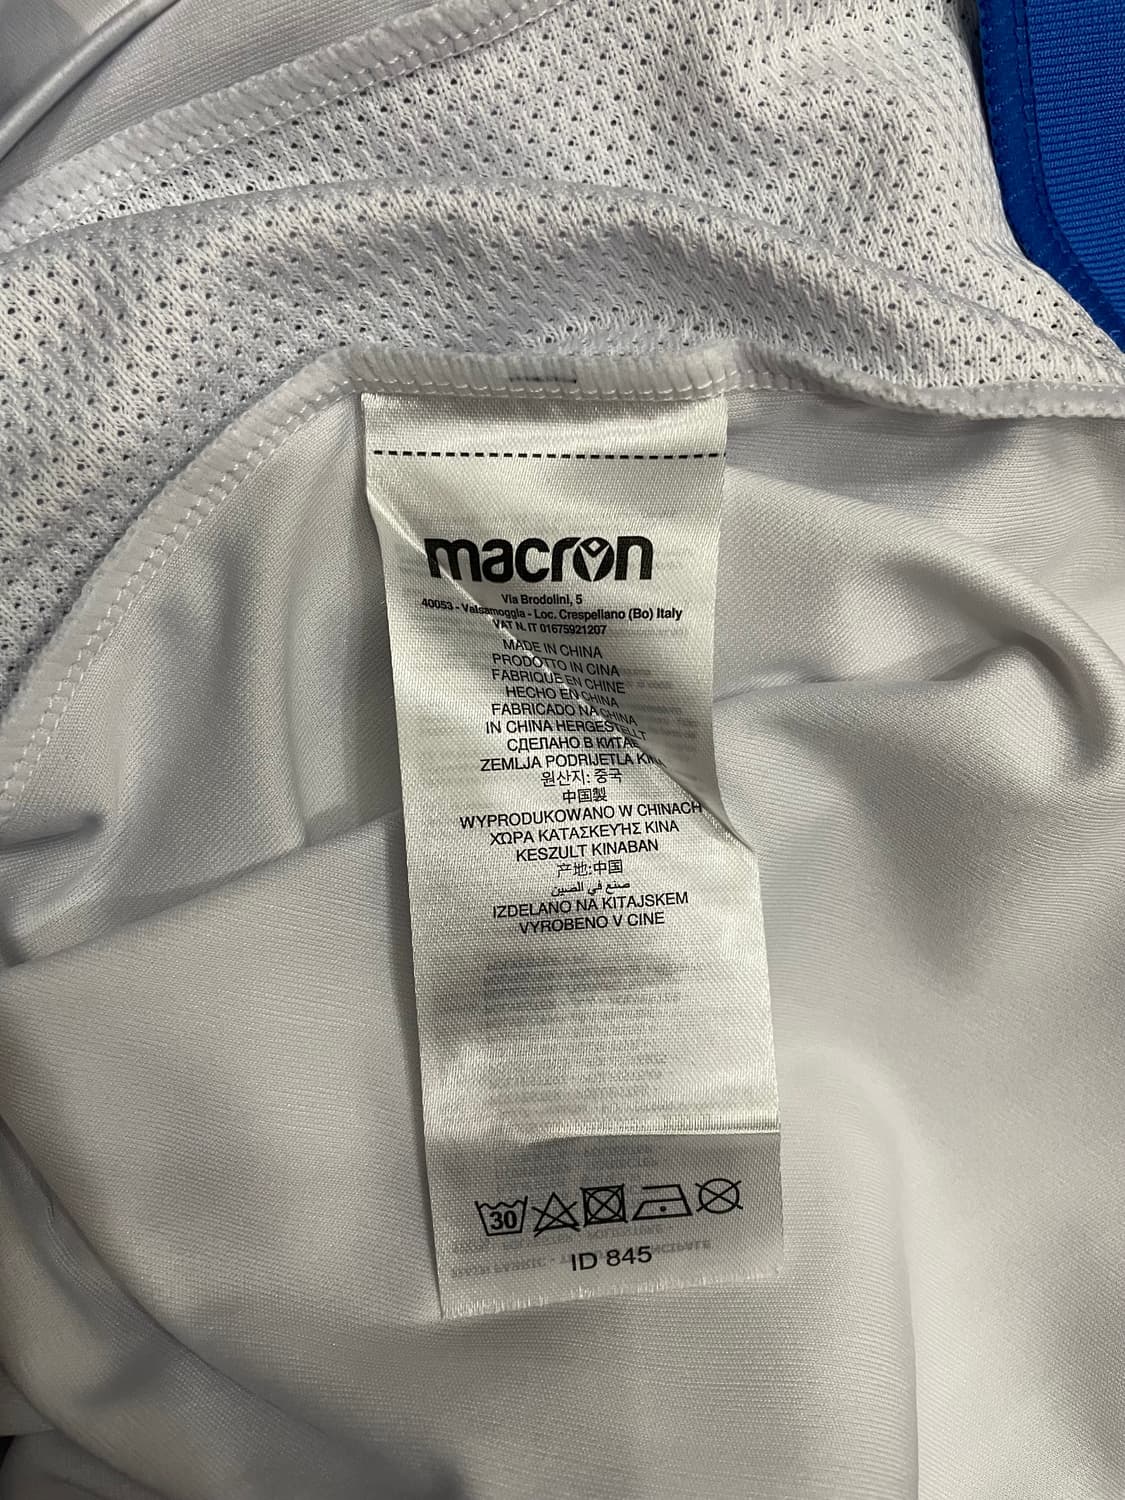 macron
Via Brodolini, 5
40053 - Valsamoggia - Loc. Crespellano (Bo) Italy
VAT N. IT 01675921207
MADE IN CHINA
PRODOTTO IN CINA
FABRIQUE EN CHINE
HECHO EN CHINA
FABRICADO NA CHINA
IN CHINA HERGESTELLT
СДЕЛАНО В КИТАЕ
ZEMLJA PODRIJETLA
원산지: 중국
中国製
WYPRODUKOWANO W CHINACH
ΧΩΡΑ ΚΑΤΑΣΚΕΥΗΣ ΚΙΝΑ
KESZULT KINABAN
产地:中国
صنع في الصين
IZDELANO NA KITAJSKEM
VYROBENO V CINE
30
ID 845